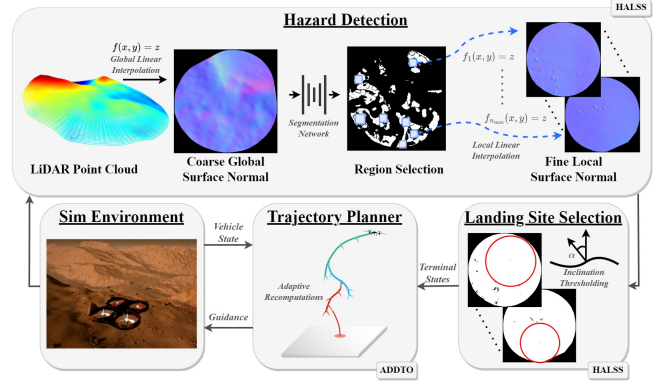 HALSS
Hazard Detection
f(x, y) = z
Global Linear
Interpolation
LiDAR Point Cloud
Coarse Global
Surface Normal
Segmentation
Network
Region Selection
f₁(x, y) = z
fₙₘₐₓ(x, y) = z
Local Linear
Interpolation
Fine Local
Surface Normal
Sim Environment
Vehicle
State
Guidance
Trajectory Planner
Adaptive
Recomputations
ADDTO
Terminal
States
Landing Site Selection
α
Inclination
Thresholding
HALSS